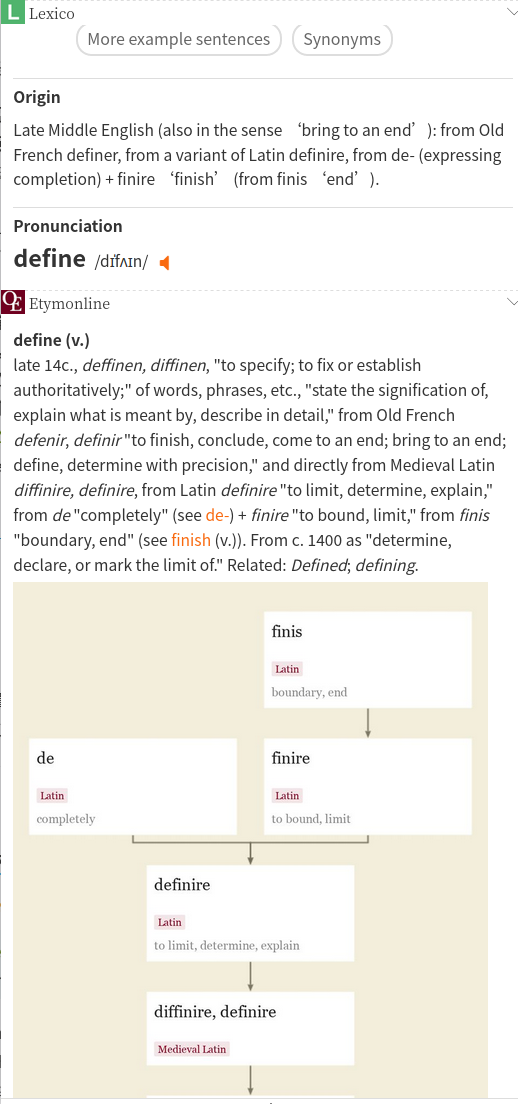 Lexico
More example sentences
Synonyms
Origin
Late Middle English (also in the sense ‘bring to an end’): from Old
French definer, from a variant of Latin definire, from de- (expressing
completion) + finire ‘finish’ (from finis ‘end’).
Pronunciation
define /dɪˈfʌɪn/
OE Etymonline
define (v.)
late 14c., deffinen, diffinen, "to specify; to fix or establish
authoritatively;" of words, phrases, etc., "state the signification of,
explain what is meant by, describe in detail," from Old French
defenir, definir "to finish, conclude, come to an end; bring to an end;
define, determine with precision," and directly from Medieval Latin
diffinire, definire, from Latin definire "to limit, determine, explain,"
from de "completely" (see de-) + finire "to bound, limit," from finis
"boundary, end" (see finish (v.)). From c. 1400 as "determine,
declare, or mark the limit of." Related: Defined; defining.
finis
Latin
boundary, end
de
Latin
completely
finire
Latin
to bound, limit
definire
Latin
to limit, determine, explain
diffinire, definire
Medieval Latin